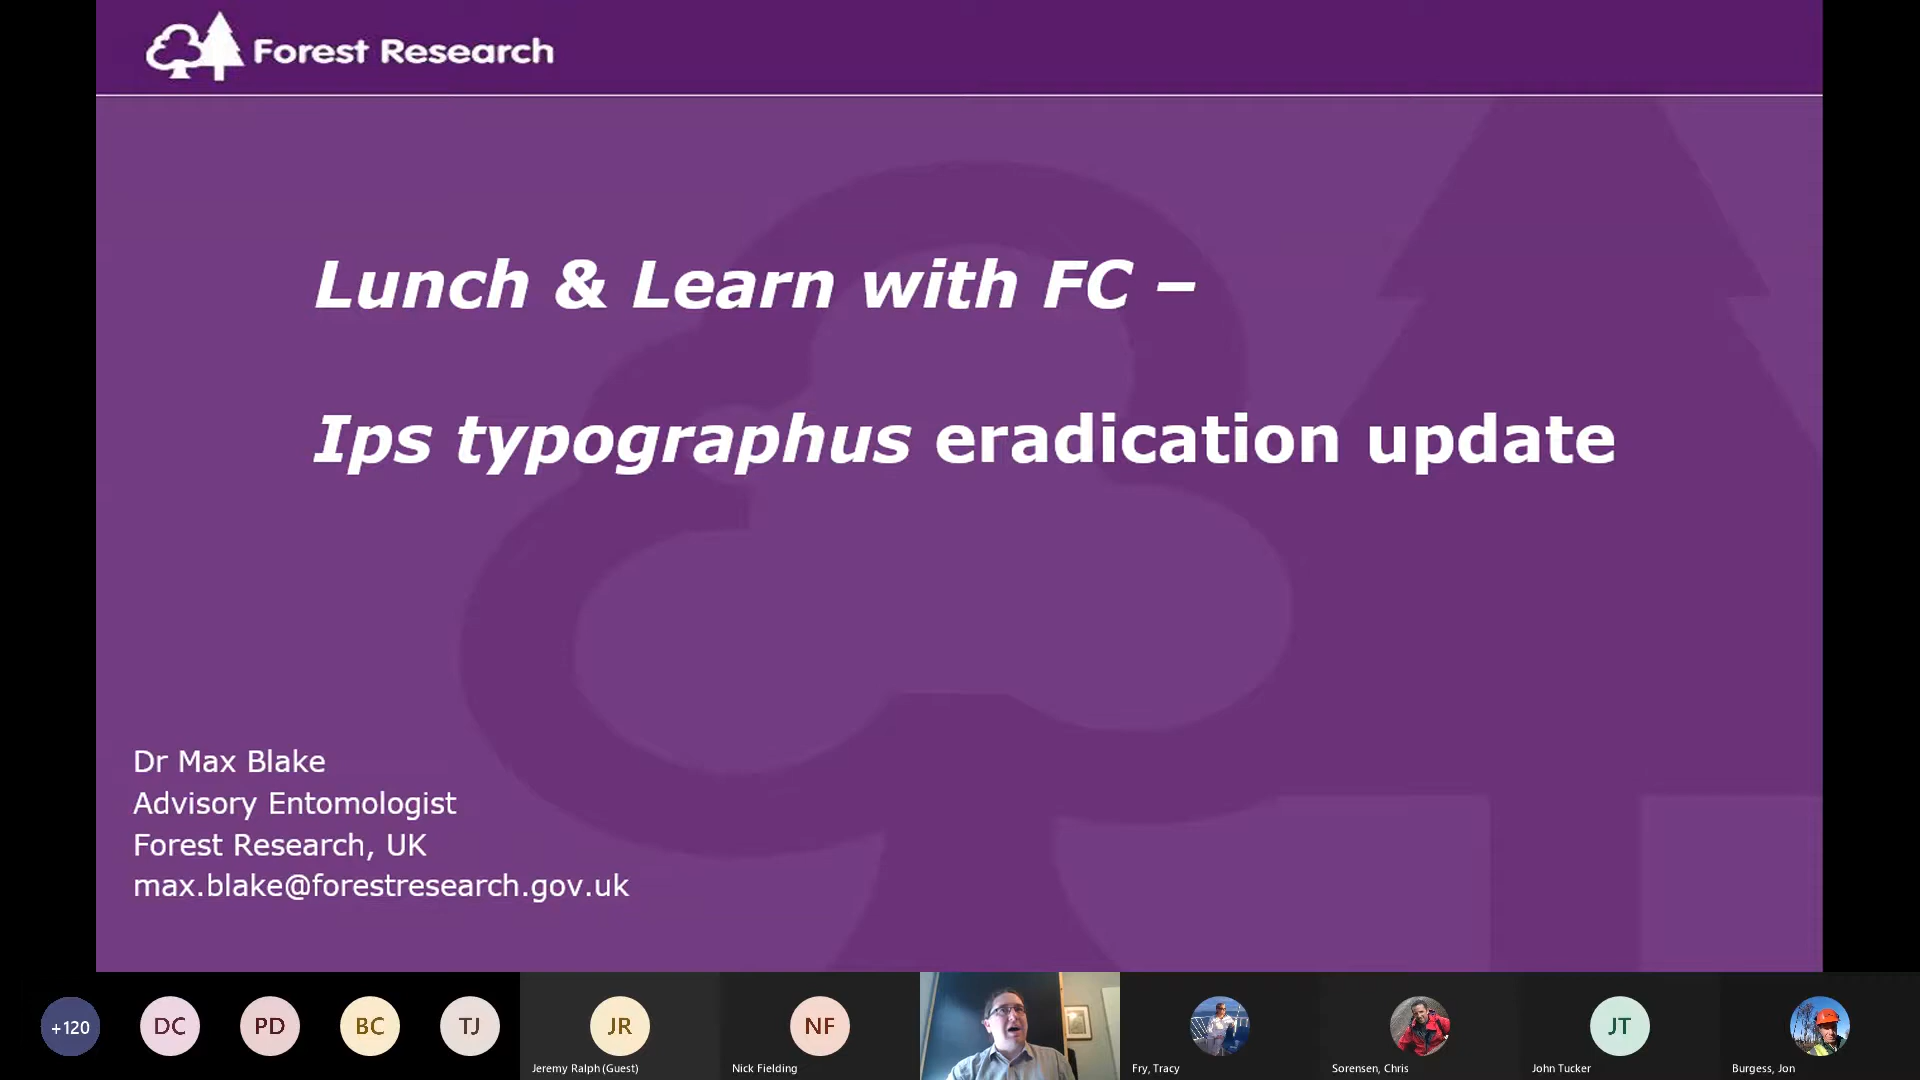 Forest Research
Lunch & Learn with FC –
Ips typographus eradication update
Dr Max Blake
Advisory Entomologist
Forest Research, UK
max.blake@forestresearch.gov.uk
+120
DC
PD
BC
TJ
JR
NF
JT
Jeremy Ralph (Guest)
Nick Fielding
Fry, Tracy
Sorensen, Chris
John Tucker
Burgess, Jon